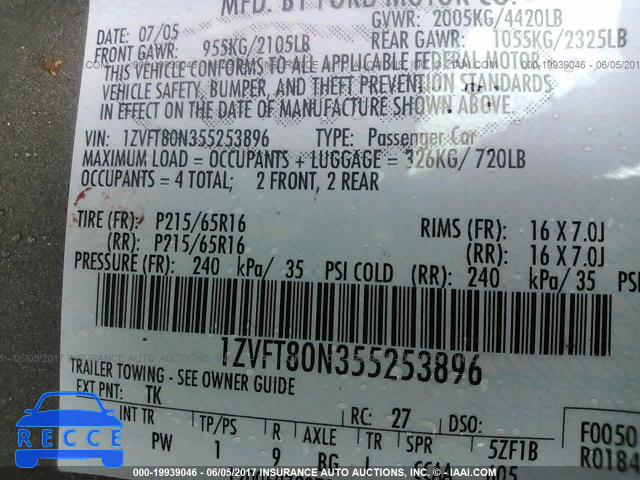 MFD. BY FORD MOTOR CO.
DATE: 07/05 GVWR: 2005KG/4420LB
FRONT GAWR: 955KG/2105LB REAR GAWR: 1055KG/2325LB
THIS VEHICLE CONFORMS TO ALL APPLICABLE FEDERAL MOTOR
VEHICLE SAFETY, BUMPER, AND THEFT PREVENTION STANDARDS
IN EFFECT ON THE DATE OF MANUFACTURE SHOWN ABOVE.
VIN: 1ZVFT80N355253896 TYPE: Passenger Car
MAXIMUM LOAD = OCCUPANTS + LUGGAGE = 326KG/ 720LB
OCCUPANTS = 4 TOTAL; 2 FRONT, 2 REAR
TIRE (FR): P215/65R16 RIMS (FR): 16 X 7.0J
(RR): P215/65R16 (RR): 16 X 7.0J
PRESSURE (FR): 240 kPa/ 35 PSI COLD (RR): 240 kPa/ 35 PSI
1ZVFT80N355253896
TRAILER TOWING - SEE OWNER GUIDE
EXT PNT: TK RC: 27 DSO: F0050
INT TR TP/PS R AXLE TR SPR 5ZF1B R0184
PW 1 9
RECCE
000-19939046 - 06/05/2017 INSURANCE AUTO AUCTIONS - © WWW.IAAI.COM